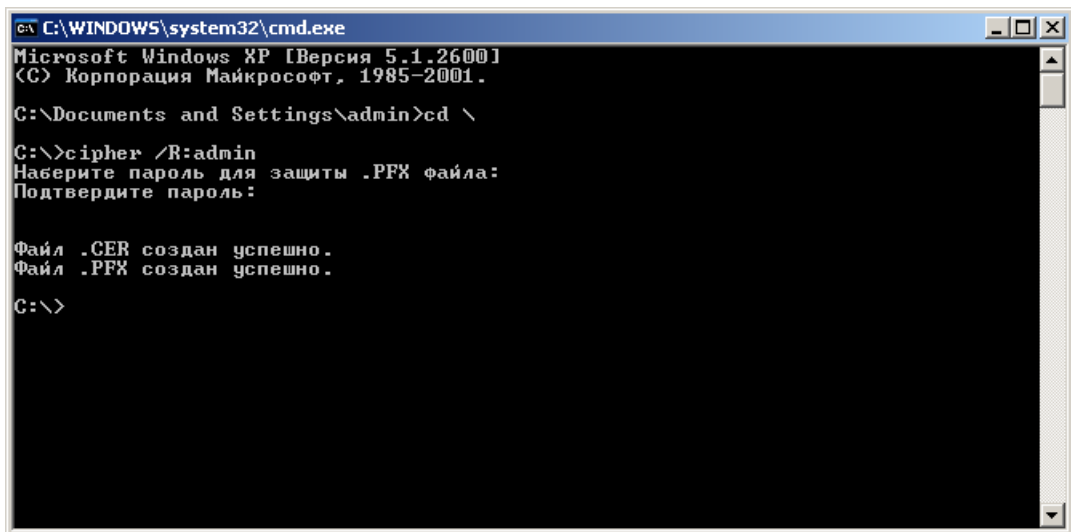 C:\WINDOWS\system32\cmd.exe
Microsoft Windows XP [Версия 5.1.2600]
(С) Корпорация Майкрософт, 1985-2001.
C:\Documents and Settings\admin>cd \
C:\>cipher /R:admin
Наберите пароль для защиты .PFX файла:
Подтвердите пароль:
Файл .CER создан успешно.
Файл .PFX создан успешно.
C:\>